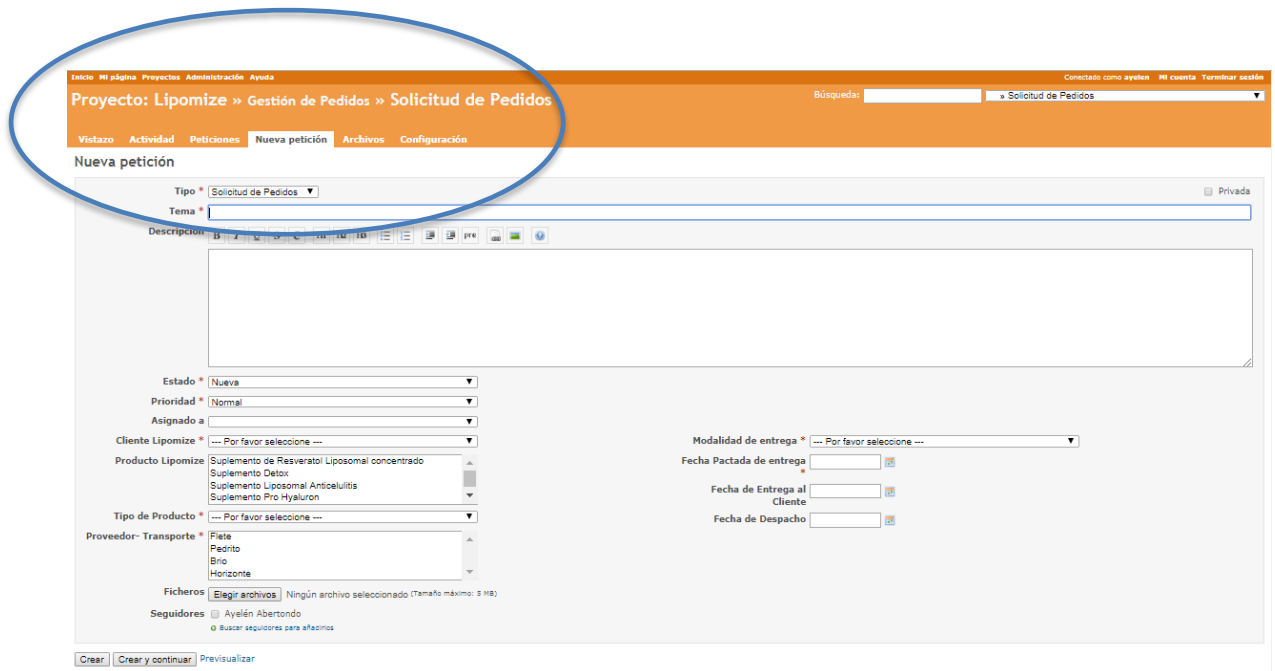 Inicio Mi página Proyectos Administración Ayuda Conectado como ayelen Mi cuenta Terminar sesión
Proyecto: Lipomize » Gestión de Pedidos » Solicitud de Pedidos Búsqueda: » Solicitud de Pedidos
Vistazo Actividad Peticiones Nueva petición Archivos Configuración
Nueva petición
Tipo * Solicitud de Pedidos Privada
Tema *
Descripción B I U S C H1 H2 H3 pre
Estado * Nueva
Prioridad * Normal
Asignado a
Cliente Lipomize * --- Por favor seleccione --- Modalidad de entrega * --- Por favor seleccione ---
Producto Lipomize Suplemento de Resveratol Liposomal concentrado Fecha Pactada de entrega *
Suplemento Detox
Suplemento Liposomal Anticelulitis Fecha de Entrega al Cliente
Suplemento Pro Hyaluron
Tipo de Producto * --- Por favor seleccione --- Fecha de Despacho
Proveedor- Transporte * Flete
Pedrito
Brio
Horizonte
Ficheros Elegir archivos Ningún archivo seleccionado (Tamaño máximo: 5 MB)
Seguidores Ayelén Abertondo
Buscar seguidores para añadirlos
Crear Crear y continuar Previsualizar